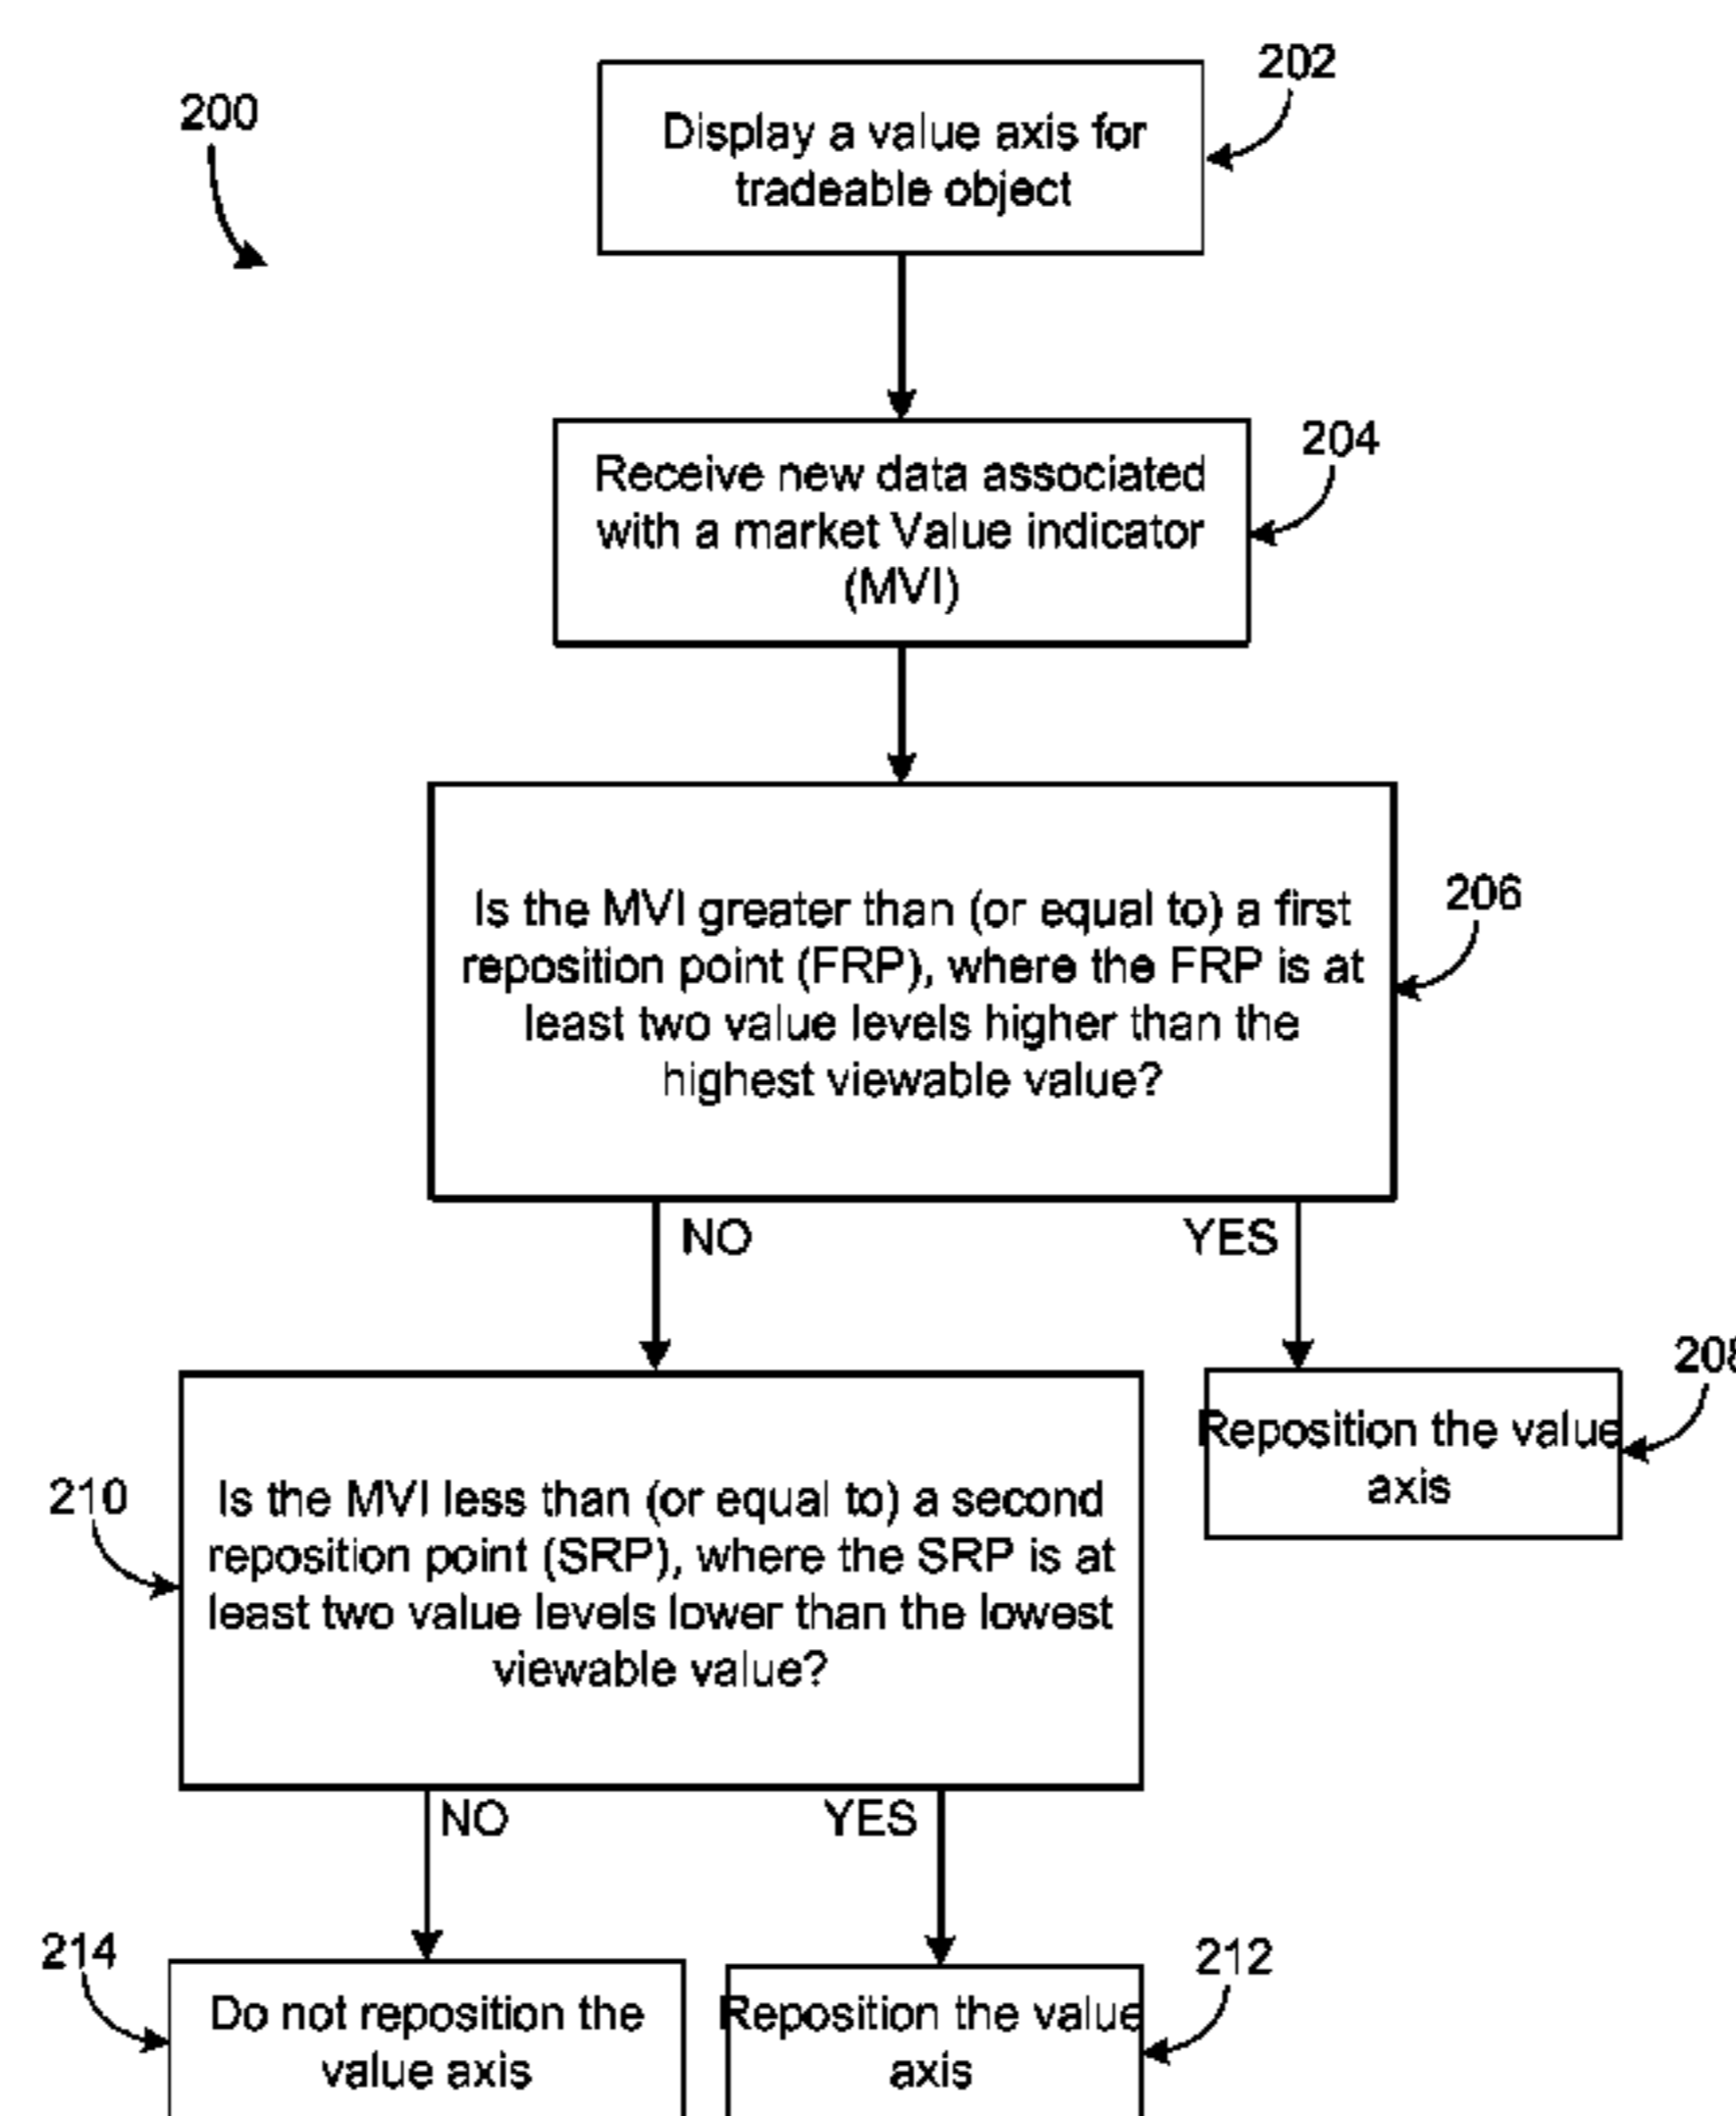 200
202
Display a value axis for
tradeable object
204
Receive new data associated
with a market Value indicator
(MVI)
206
Is the MVI greater than (or equal to) a first
reposition point (FRP), where the FRP is at
least two value levels higher than the
highest viewable value?
NO
YES
208
Reposition the value
axis
210
Is the MVI less than (or equal to) a second
reposition point (SRP), where the SRP is at
least two value levels lower than the lowest
viewable value?
NO
YES
214
Do not reposition the
value axis
212
Reposition the value
axis